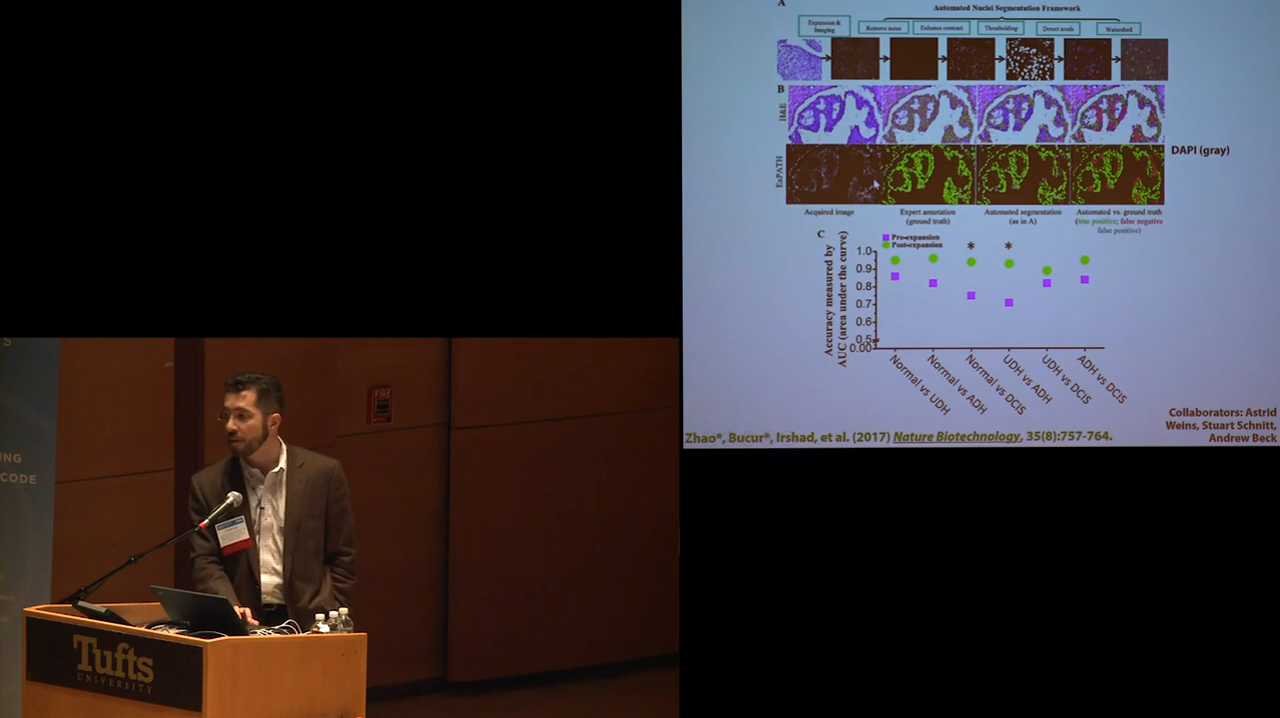 A
Automated Nuclei Segmentation Framework
Expansion &
Imaging
Remove noise
Enhance contrast
Thresholding
Detect seeds
Watershed
B
H&E
ExPATH
DAPI (gray)
Acquired image
Expert annotation
(ground truth)
Automated segmentation
(as in A)
Automated vs. ground truth
(true positive; false negative
false positive)
C
Pre-expansion
Post-expansion
* *
Accuracy measured by
AUC (area under the curve)
1.0
0.9
0.8
0.7
0.6
0.5
0.00
Normal vs UDH
Normal vs ADH
Normal vs DCIS
UDH vs ADH
UDH vs DCIS
ADH vs DCIS
Collaborators: Astrid
Weins, Stuart Schnitt,
Andrew Beck
Zhao*, Bucur*, Irshad, et al. (2017) Nature Biotechnology, 35(8):757-764.
S
ING
CODE
FIRE
Tufts
UNIVERSITY